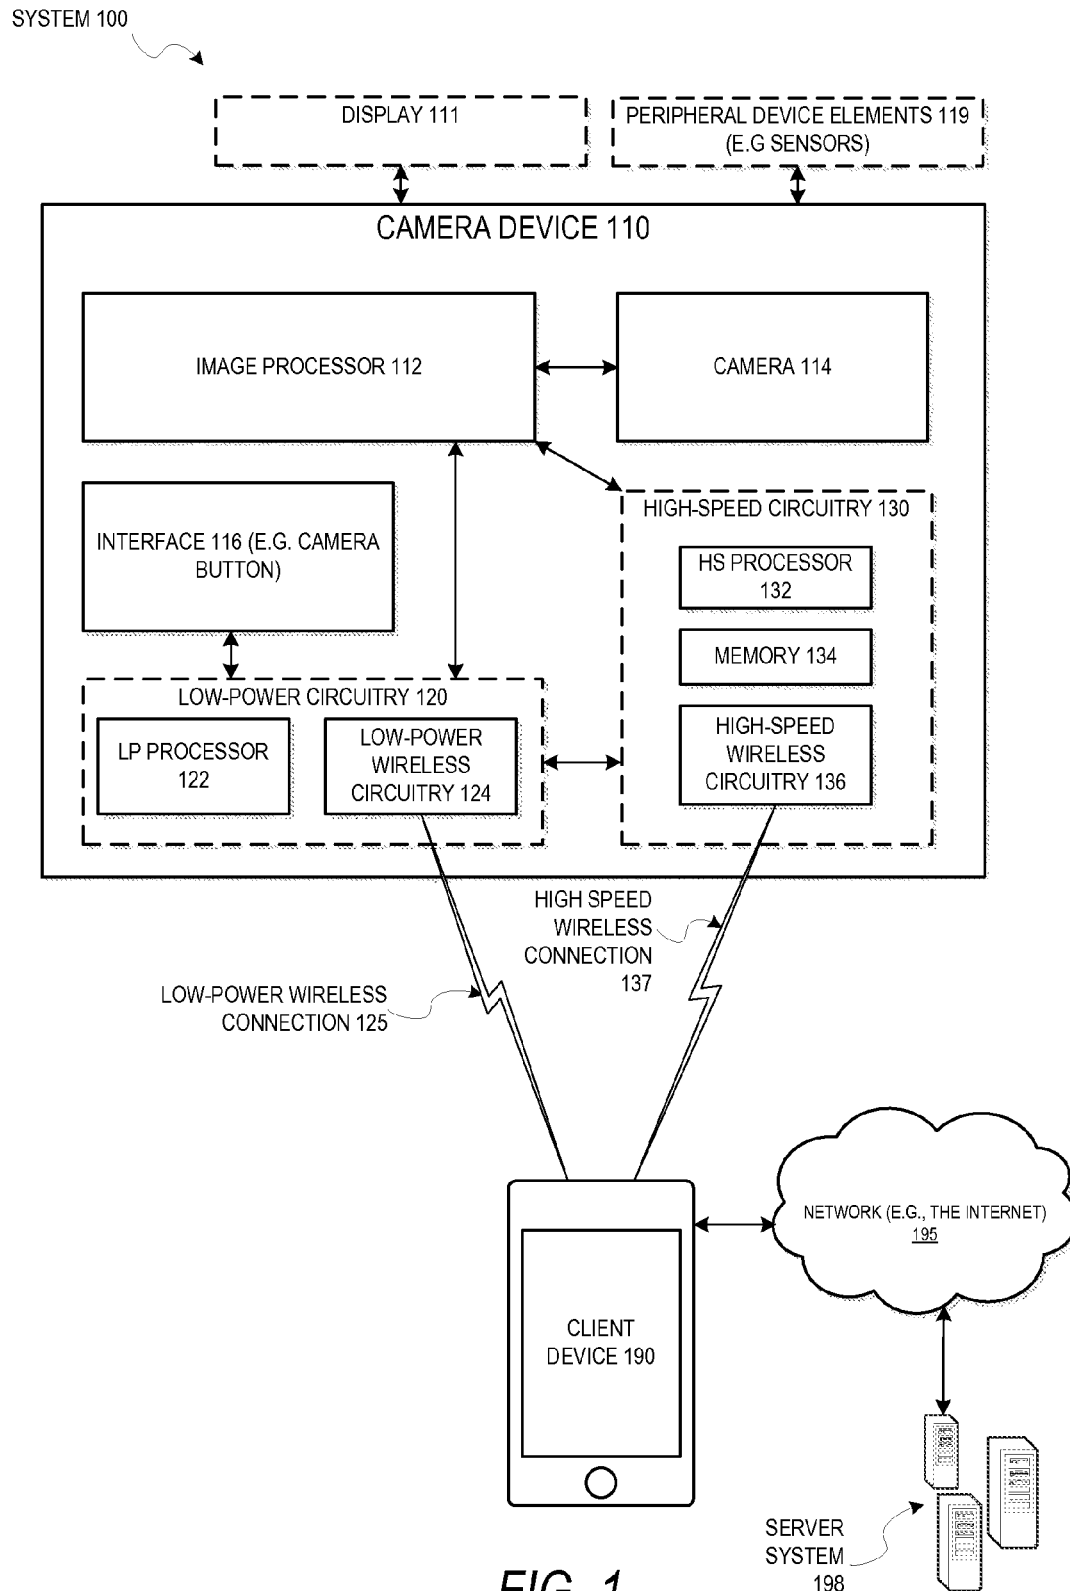 SYSTEM 100
DISPLAY 111
PERIPHERAL DEVICE ELEMENTS 119
(E.G SENSORS)
CAMERA DEVICE 110
IMAGE PROCESSOR 112
CAMERA 114
INTERFACE 116 (E.G. CAMERA
BUTTON)
HIGH-SPEED CIRCUITRY 130
HS PROCESSOR
132
MEMORY 134
HIGH-SPEED
WIRELESS
CIRCUITRY 136
LOW-POWER CIRCUITRY 120
LP PROCESSOR
122
LOW-POWER
WIRELESS
CIRCUITRY 124
HIGH SPEED
WIRELESS
CONNECTION
137
LOW-POWER WIRELESS
CONNECTION 125
NETWORK (E.G., THE INTERNET)
195
CLIENT
DEVICE 190
SERVER
SYSTEM
198
FIG. 1